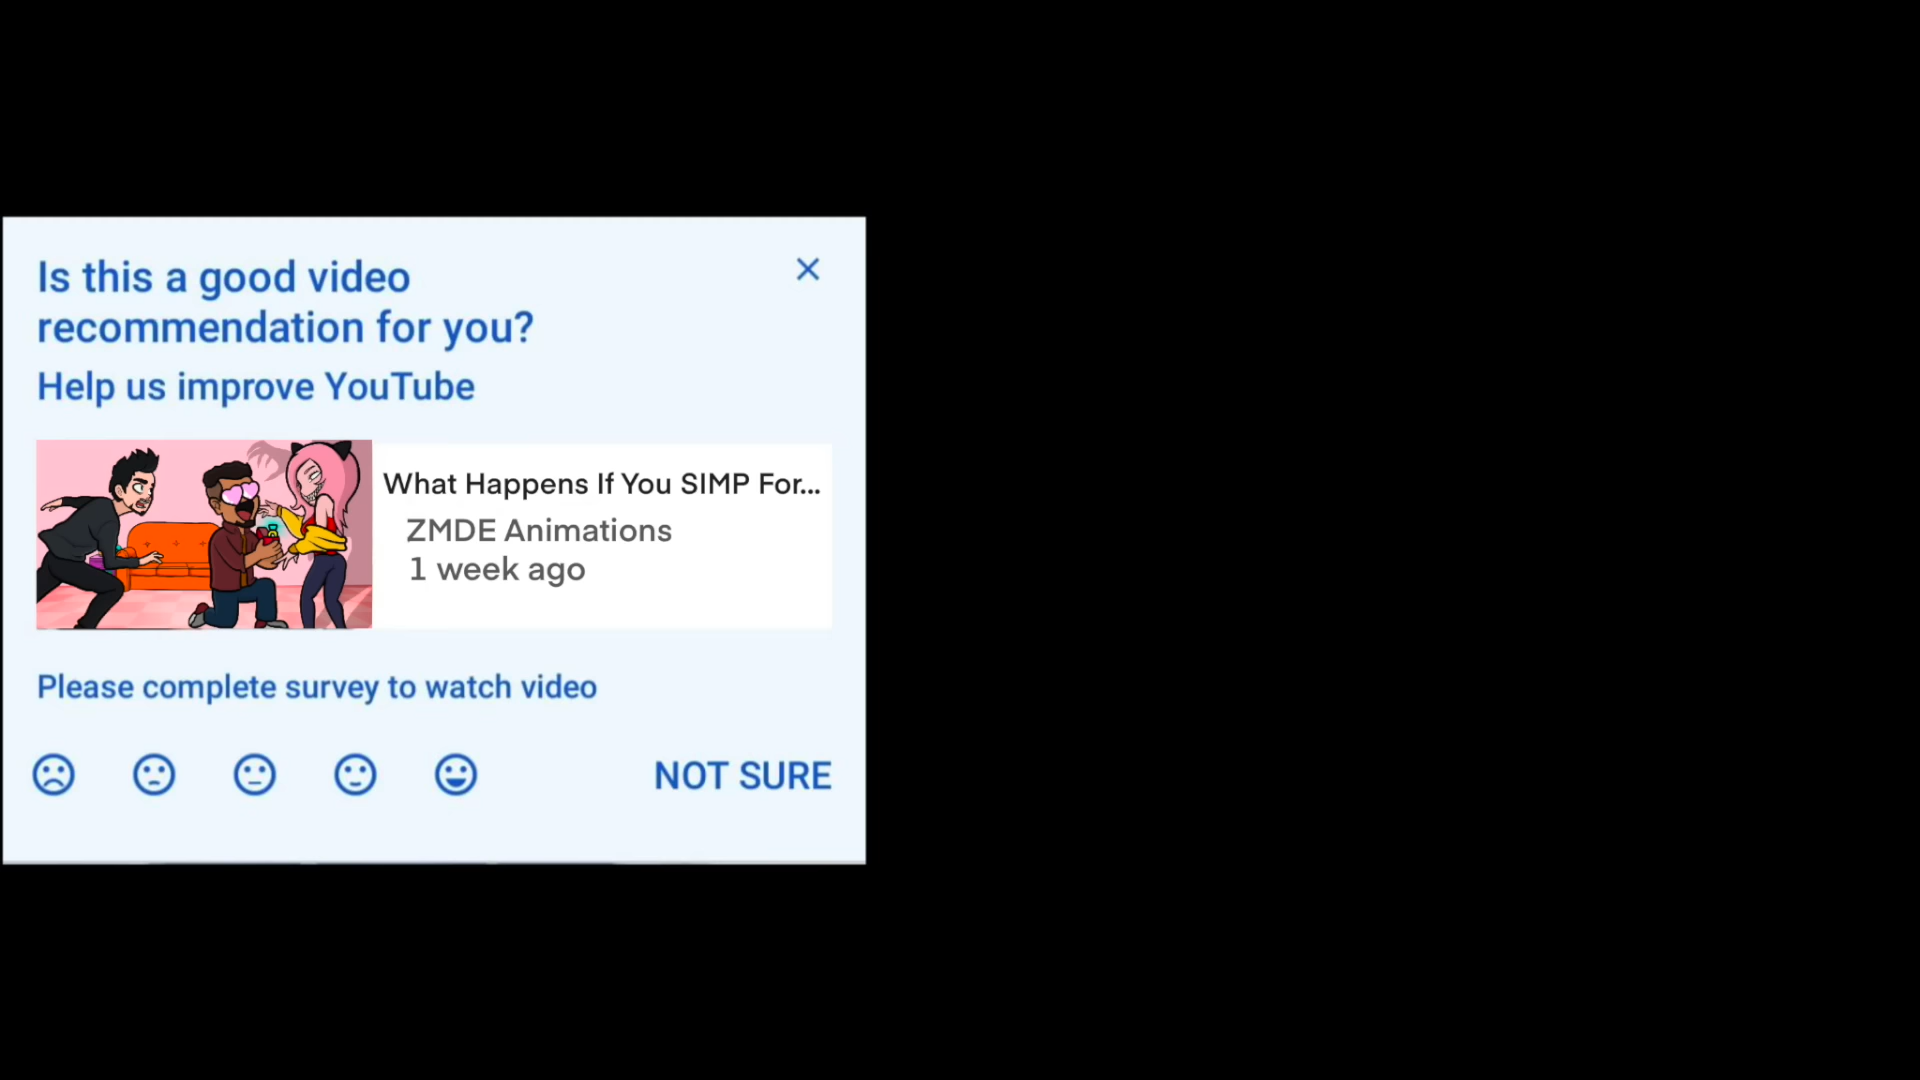 Is this a good video
recommendation for you?
Help us improve YouTube
What Happens If You SIMP For...
ZMDE Animations
1 week ago
Please complete survey to watch video
NOT SURE